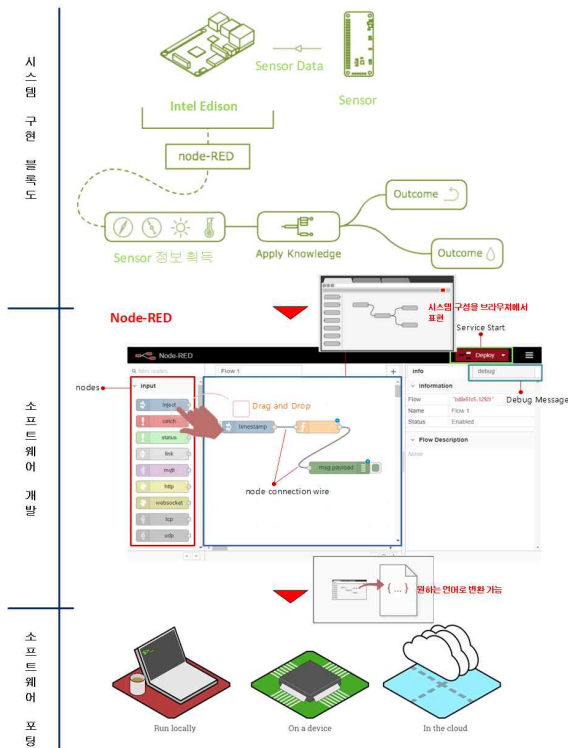 시스템 구현 블록도
Sensor Data
Sensor
Intel Edison
node-RED
Outcome
Sensor 정보 획득
Apply Knowledge
Outcome
Node-RED
시스템 구성을 브라우져에서
표현
Service Start
Node-RED
Deploy
filter nodes
Flow 1
info
debug
nodes
input
Information
Debug Message
inject
Drag and Drop
Flow
Name Flow 1
catch
timestamp
f
Status Enabled
status
Flow Description
link
msg.payload
None
mqtt
node connection wire
http
websocket
tcp
udp
소프트웨어 개발
{ ... }
원하는 언어로 변환 가능
소프트웨어 포팅
Run locally
On a device
In the cloud